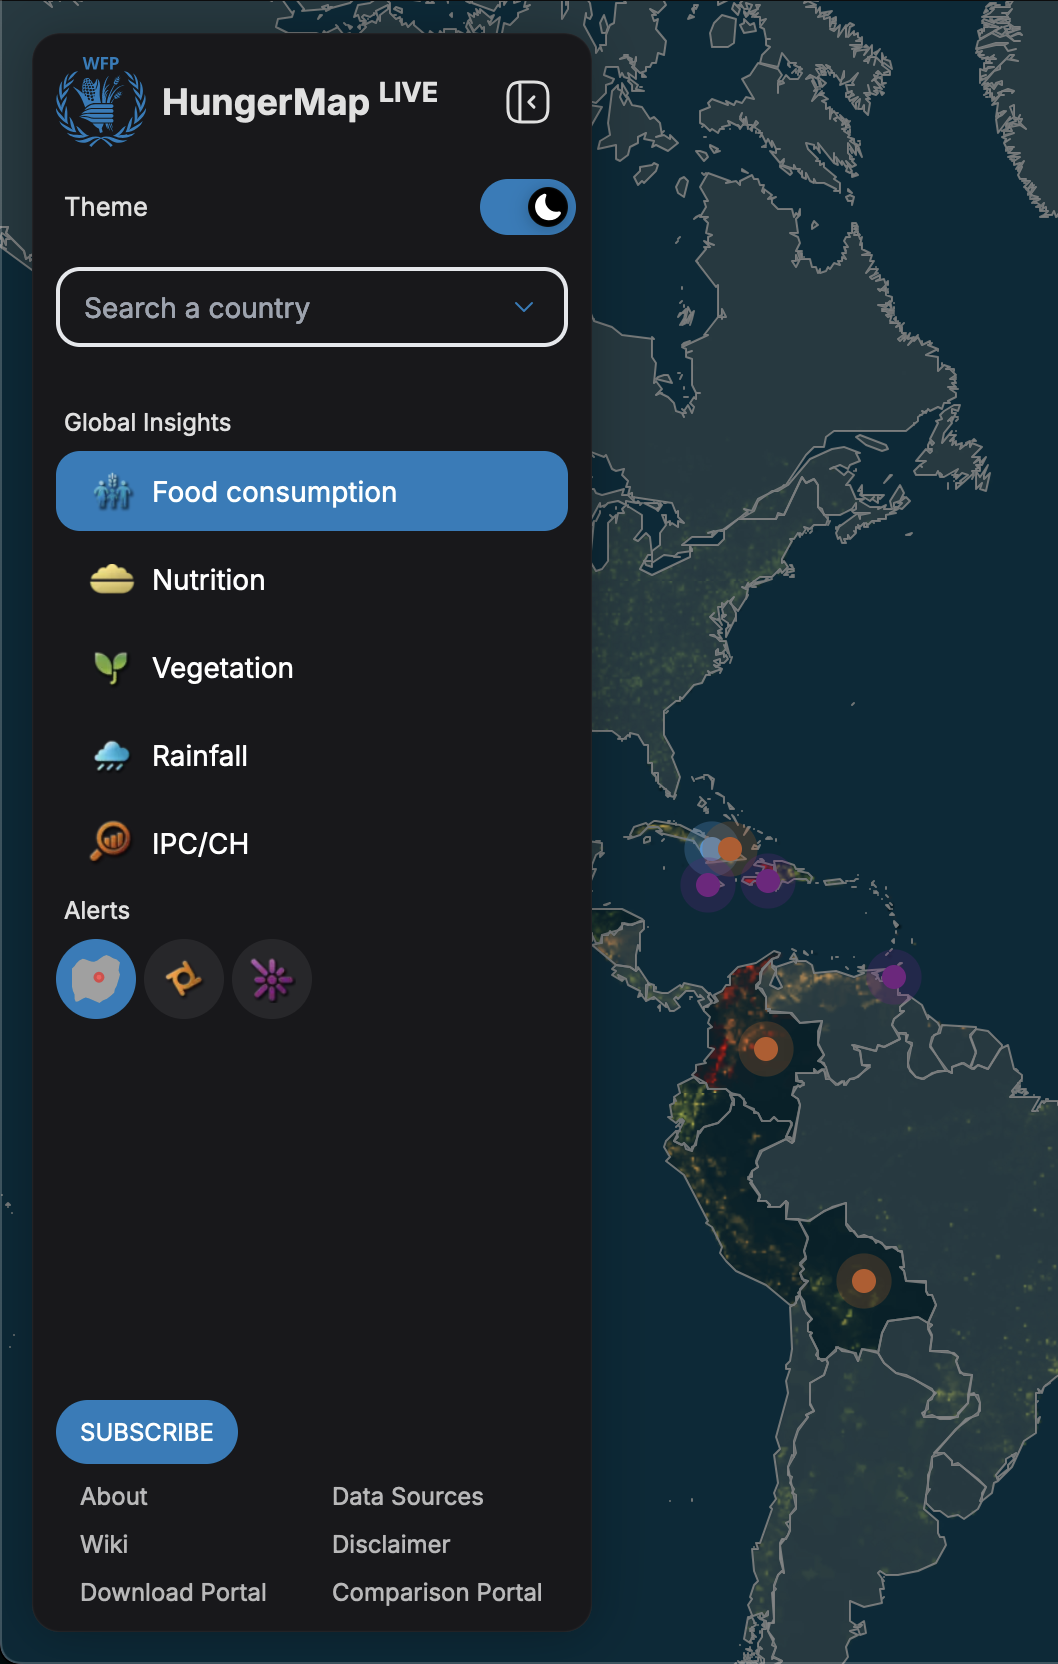 WFP
HungerMap LIVE
Theme
Search a country
Global Insights
Food consumption
Nutrition
Vegetation
Rainfall
IPC/CH
Alerts
SUBSCRIBE
About
Data Sources
Wiki
Disclaimer
Download Portal
Comparison Portal